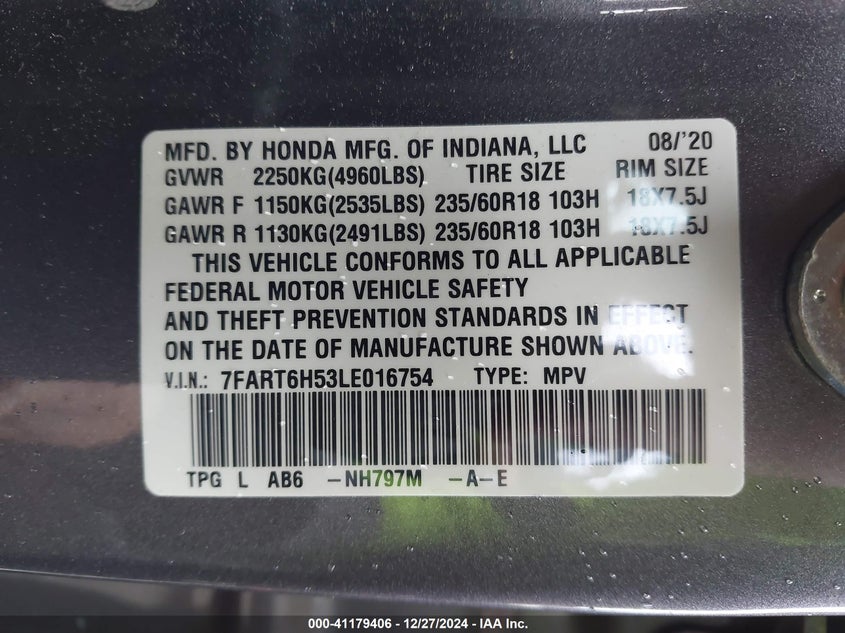 MFD. BY HONDA MFG. OF INDIANA, LLC 08/'20
GVWR 2250KG(4960LBS) TIRE SIZE RIM SIZE
GAWR F 1150KG(2535LBS) 235/60R18 103H 18X7.5J
GAWR R 1130KG(2491LBS) 235/60R18 103H 18X7.5J
THIS VEHICLE CONFORMS TO ALL APPLICABLE
FEDERAL MOTOR VEHICLE SAFETY
AND THEFT PREVENTION STANDARDS IN EFFECT
ON THE DATE OF MANUFACTURE SHOWN ABOVE.
V.I.N.: 7FART6H53LE016754 TYPE: MPV
TPG L AB6 -NH797M -A-E
000-41179406 • 12/27/2024 • IAA Inc.